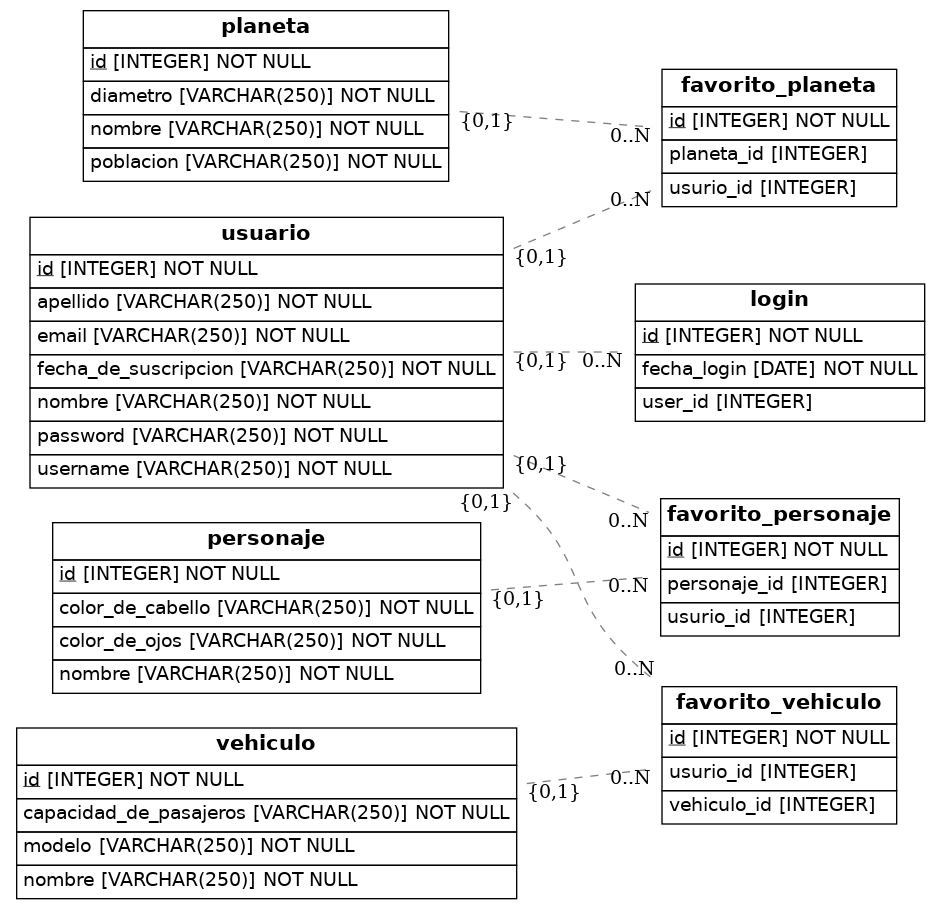 planeta
id [INTEGER] NOT NULL
diametro [VARCHAR(250)] NOT NULL
nombre [VARCHAR(250)] NOT NULL
poblacion [VARCHAR(250)] NOT NULL
{0,1}
0..N
favorito_planeta
id [INTEGER] NOT NULL
planeta_id [INTEGER]
usurio_id [INTEGER]
usuario
id [INTEGER] NOT NULL
apellido [VARCHAR(250)] NOT NULL
email [VARCHAR(250)] NOT NULL
fecha_de_suscripcion [VARCHAR(250)] NOT NULL
nombre [VARCHAR(250)] NOT NULL
password [VARCHAR(250)] NOT NULL
username [VARCHAR(250)] NOT NULL
{0,1}
0..N
{0,1}
0..N
login
id [INTEGER] NOT NULL
fecha_login [DATE] NOT NULL
user_id [INTEGER]
{0,1}
0..N
{0,1}
0..N
favorito_personaje
id [INTEGER] NOT NULL
personaje_id [INTEGER]
usurio_id [INTEGER]
personaje
id [INTEGER] NOT NULL
color_de_cabello [VARCHAR(250)] NOT NULL
color_de_ojos [VARCHAR(250)] NOT NULL
nombre [VARCHAR(250)] NOT NULL
{0,1}
0..N
favorito_vehiculo
id [INTEGER] NOT NULL
usurio_id [INTEGER]
vehiculo_id [INTEGER]
vehiculo
id [INTEGER] NOT NULL
capacidad_de_pasajeros [VARCHAR(250)] NOT NULL
modelo [VARCHAR(250)] NOT NULL
nombre [VARCHAR(250)] NOT NULL
{0,1}
0..N